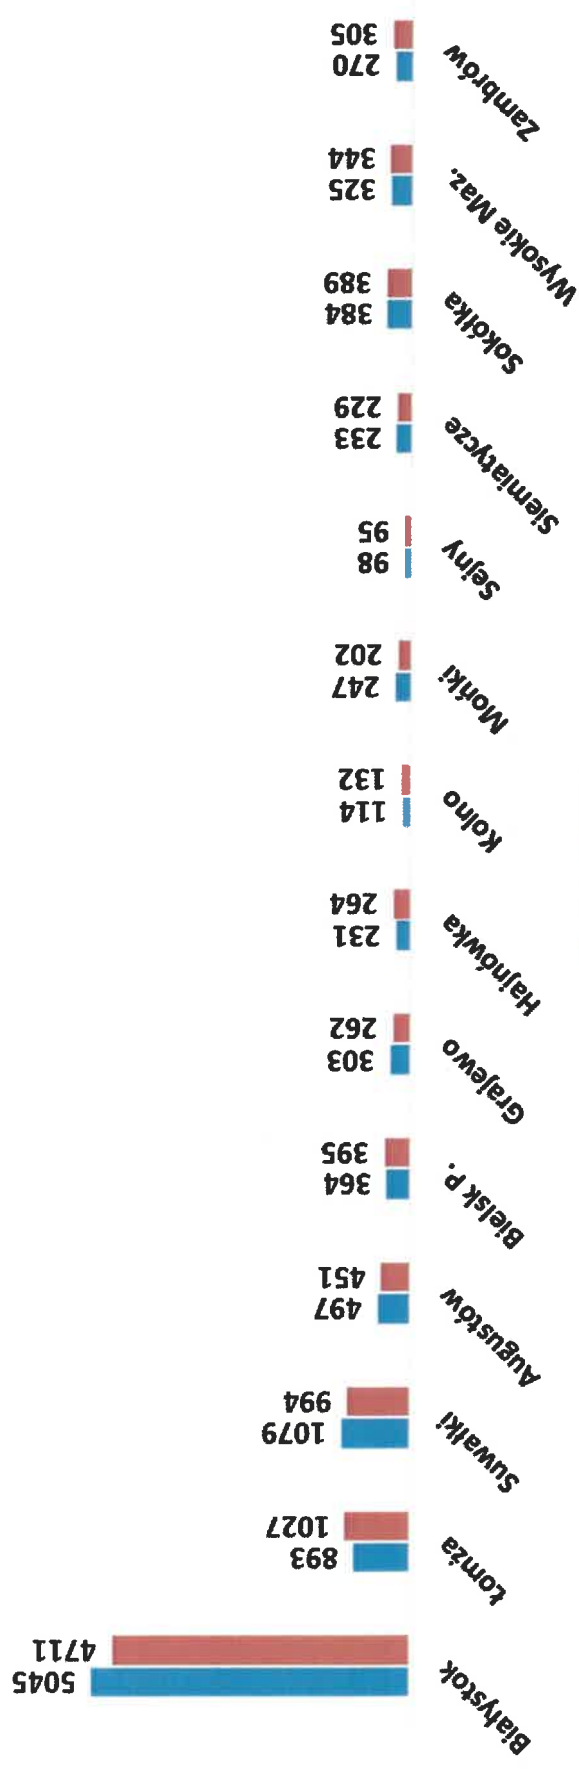 Białystok
5045
4711
Łomża
893
1027
Suwałki
1079
994
Augustów
497
451
Bielsk P.
364
395
Grajewo
303
262
Hajnówka
231
264
Kolno
114
132
Mońki
247
202
Sejny
98
95
Siemiatycze
233
229
Sokółka
384
389
Wysokie Maz.
325
344
Zambrów
270
305